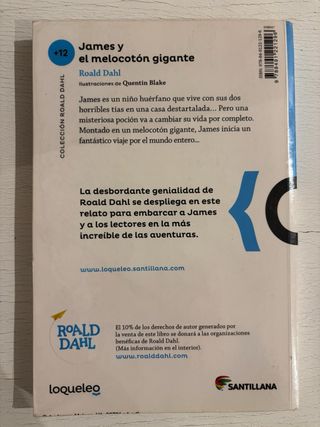 +12
James y
el melocotón gigante
Roald Dahl
Ilustraciones de Quentin Blake
COLECCIÓN ROALD DAHL
James es un niño huérfano que vive con sus dos
horribles tías en una casa destartalada... Pero una
misteriosa poción va a cambiar su vida por completo.
Montado en un melocotón gigante, James inicia un
fantástico viaje por el mundo entero...
La desbordante genialidad de
Roald Dahl se despliega en este
relato para embarcar a James
y a los lectores en la más
increíble de las aventuras.
www.loqueleo.santillana.com
ROALD
DAHL
El 10% de los derechos de autor generados por
la venta de este libro se donará a las organizaciones
benéficas de Roald Dahl.
(Más información en el interior).
www.roalddahl.com
loqueleo
SANTILLANA